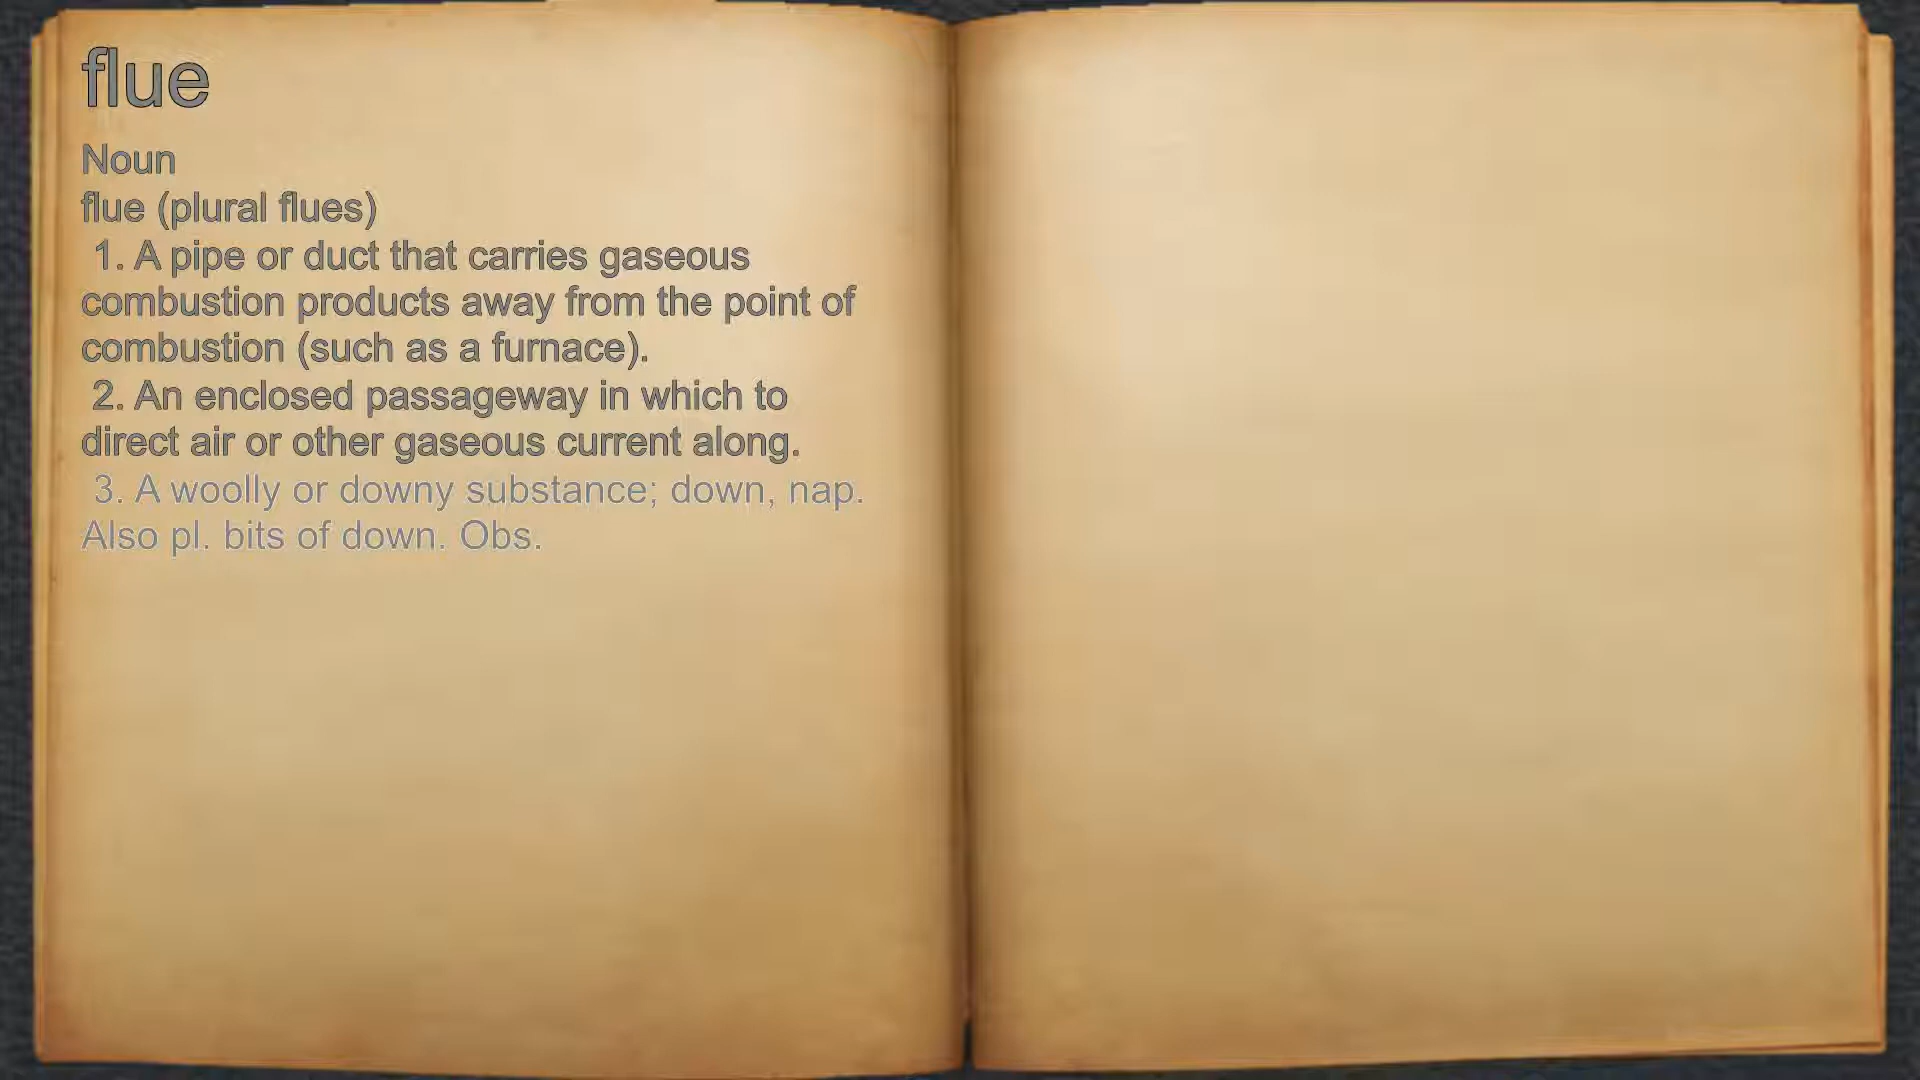 flue
Noun
flue (plural flues)
1. A pipe or duct that carries gaseous
combustion products away from the point of
combustion (such as a furnace).
2. An enclosed passageway in which to
direct air or other gaseous current along.
3. A woolly or downy substance; down, nap.
Also pl. bits of down. Obs.